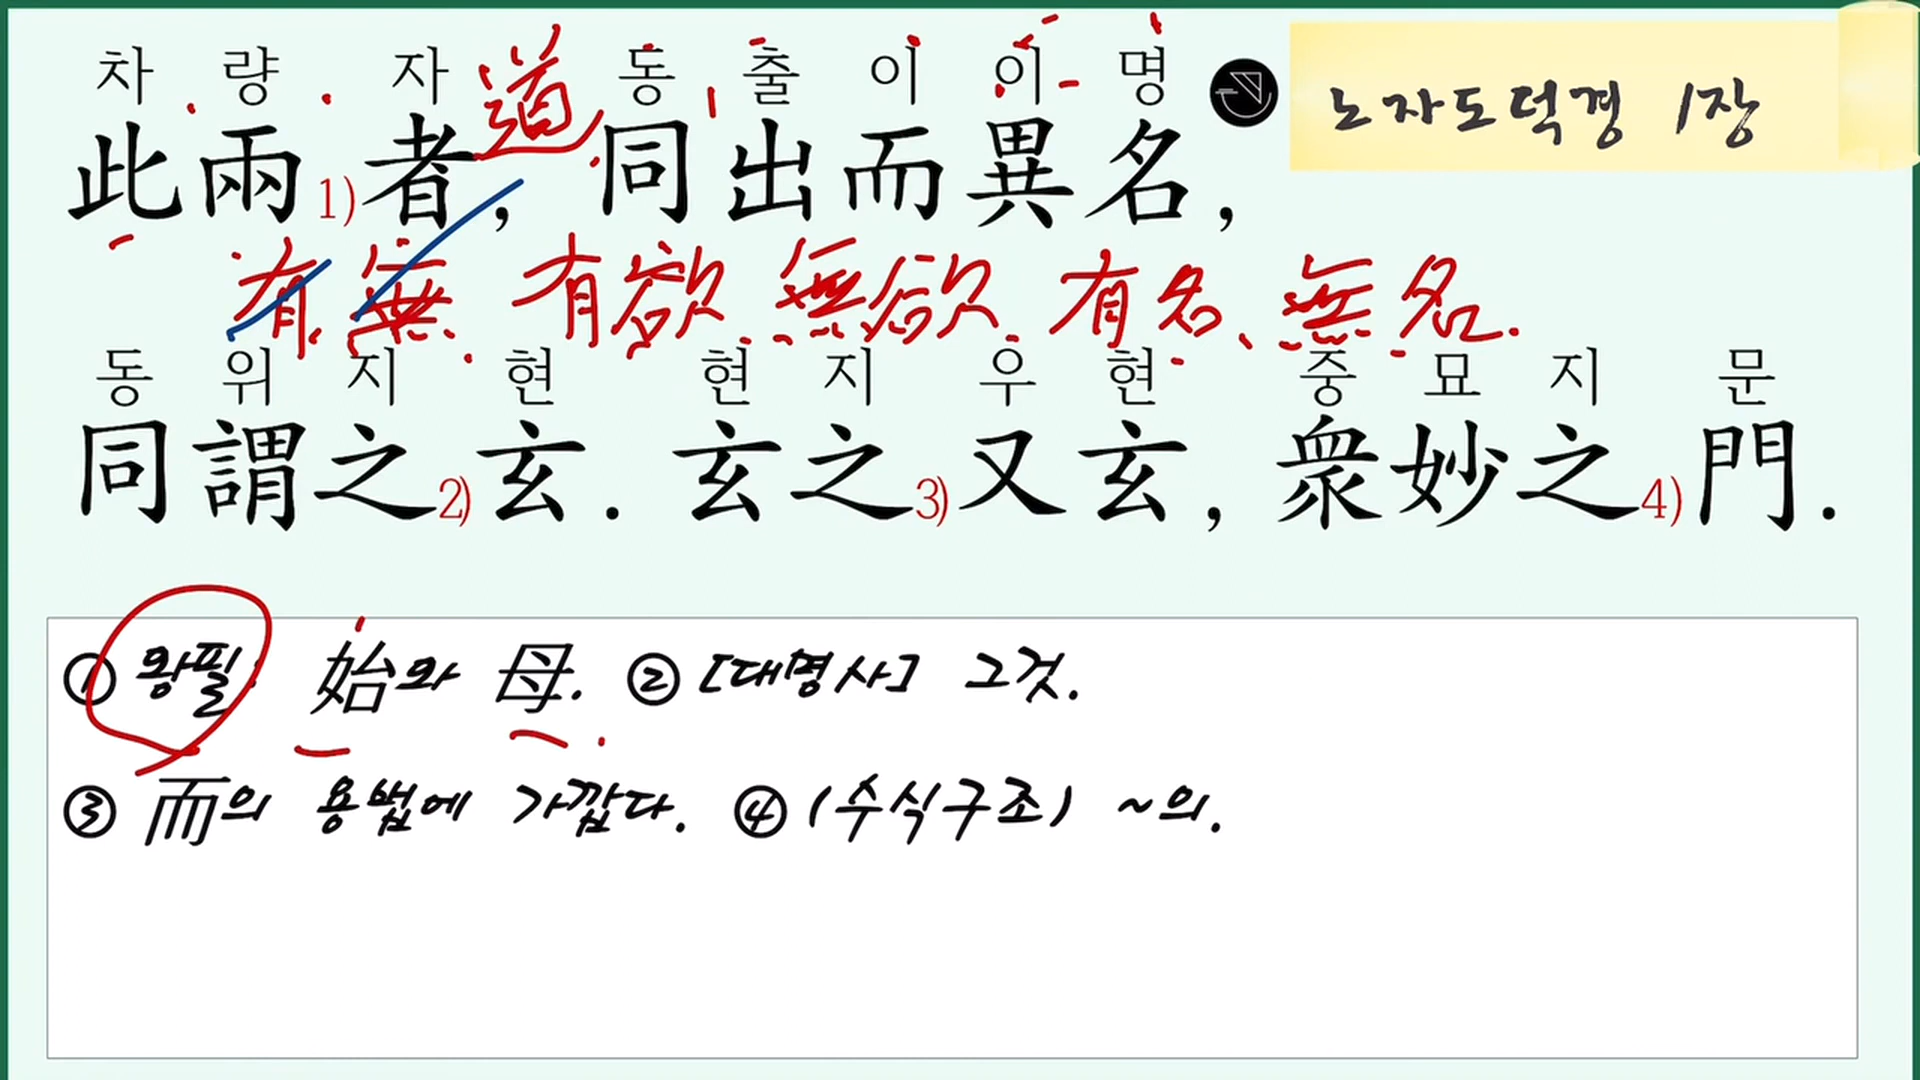 차 량 자 동 출 이 이 명
노자도덕경 1장
道
此兩1)者, 同出而異名,
有 無 有欲 無欲 有名 無名.
동 위 지 현 현 지 우 현 중 묘 지 문
同謂之2)玄. 玄之3)又玄, 衆妙之4)門.
① 왕필: 始와 母. ② [대명사] 그것.
③ 而의 용법에 가깝다. ④ (수식구조) ~의.